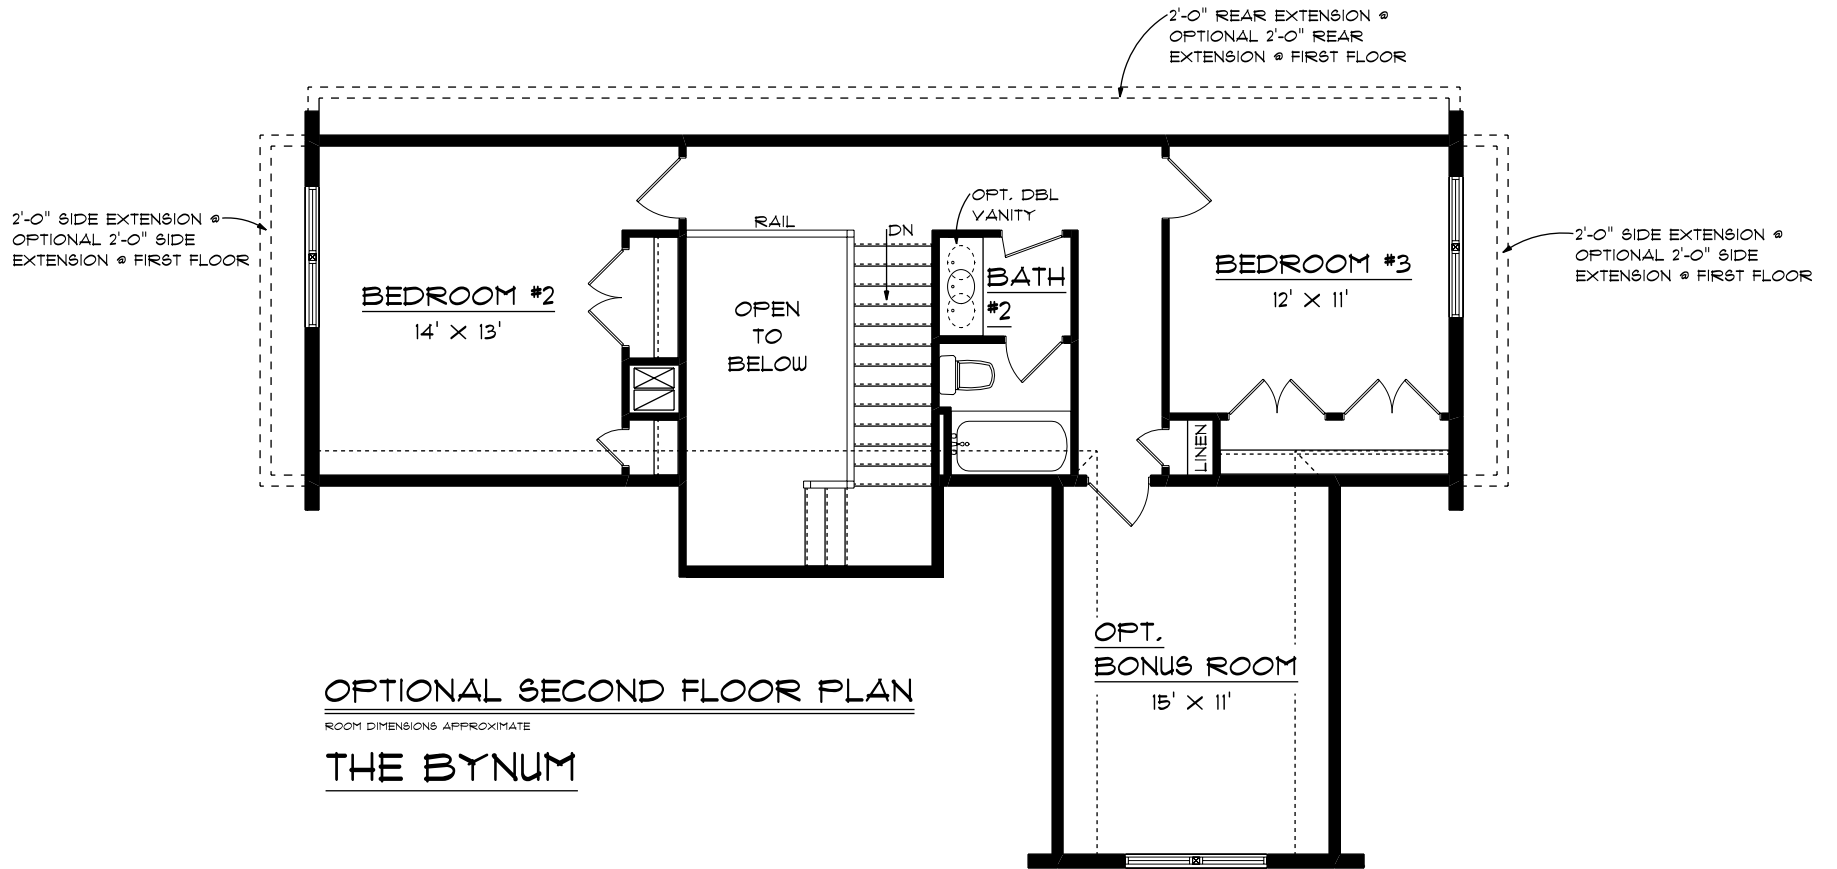 2'-0" REAR EXTENSION @
OPTIONAL 2'-0" REAR
EXTENSION @ FIRST FLOOR
2'-0" SIDE EXTENSION @
OPTIONAL 2'-0" SIDE
EXTENSION @ FIRST FLOOR
BEDROOM #2
14' X 13'
RAIL
OPEN
TO
BELOW
DN
OPT. DBL
VANITY
BATH
#2
BEDROOM #3
12' X 11'
LINEN
2'-0" SIDE EXTENSION @
OPTIONAL 2'-0" SIDE
EXTENSION @ FIRST FLOOR
OPT.
BONUS ROOM
15' X 11'
OPTIONAL SECOND FLOOR PLAN
ROOM DIMENSIONS APPROXIMATE
THE BYNUM